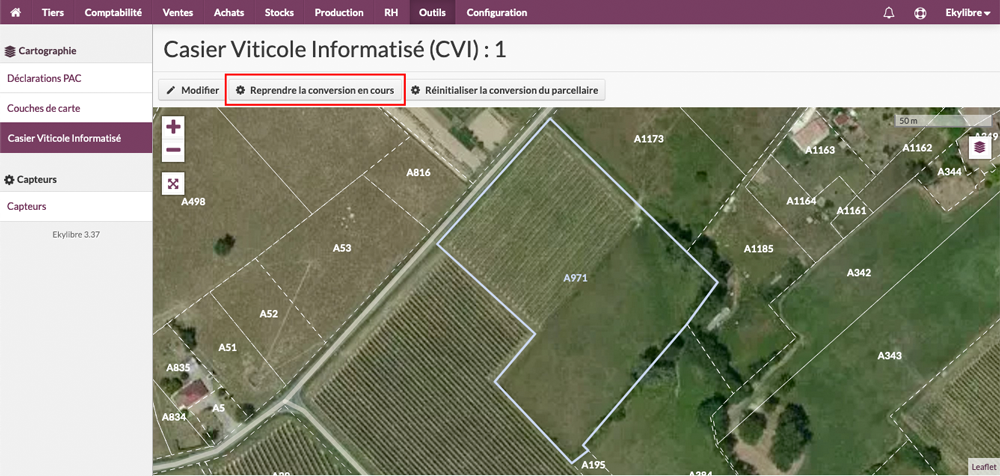 Tiers Comptabilité Ventes Achats Stocks Production RH Outils Configuration Ekylibre
Cartographie
Déclarations PAC
Couches de carte
Casier Viticole Informatisé
Capteurs
Capteurs
Ekylibre 3.37
Casier Viticole Informatisé (CVI) : 1
Modifier Reprendre la conversion en cours Réinitialiser la conversion du parcellaire
50 m
A1173
A1163
A1162
A816
A344
A498
A1164
A1161
A53
A1185
A971
A342
A52
A51
A343
A835
A5
A834
A195
Leaflet